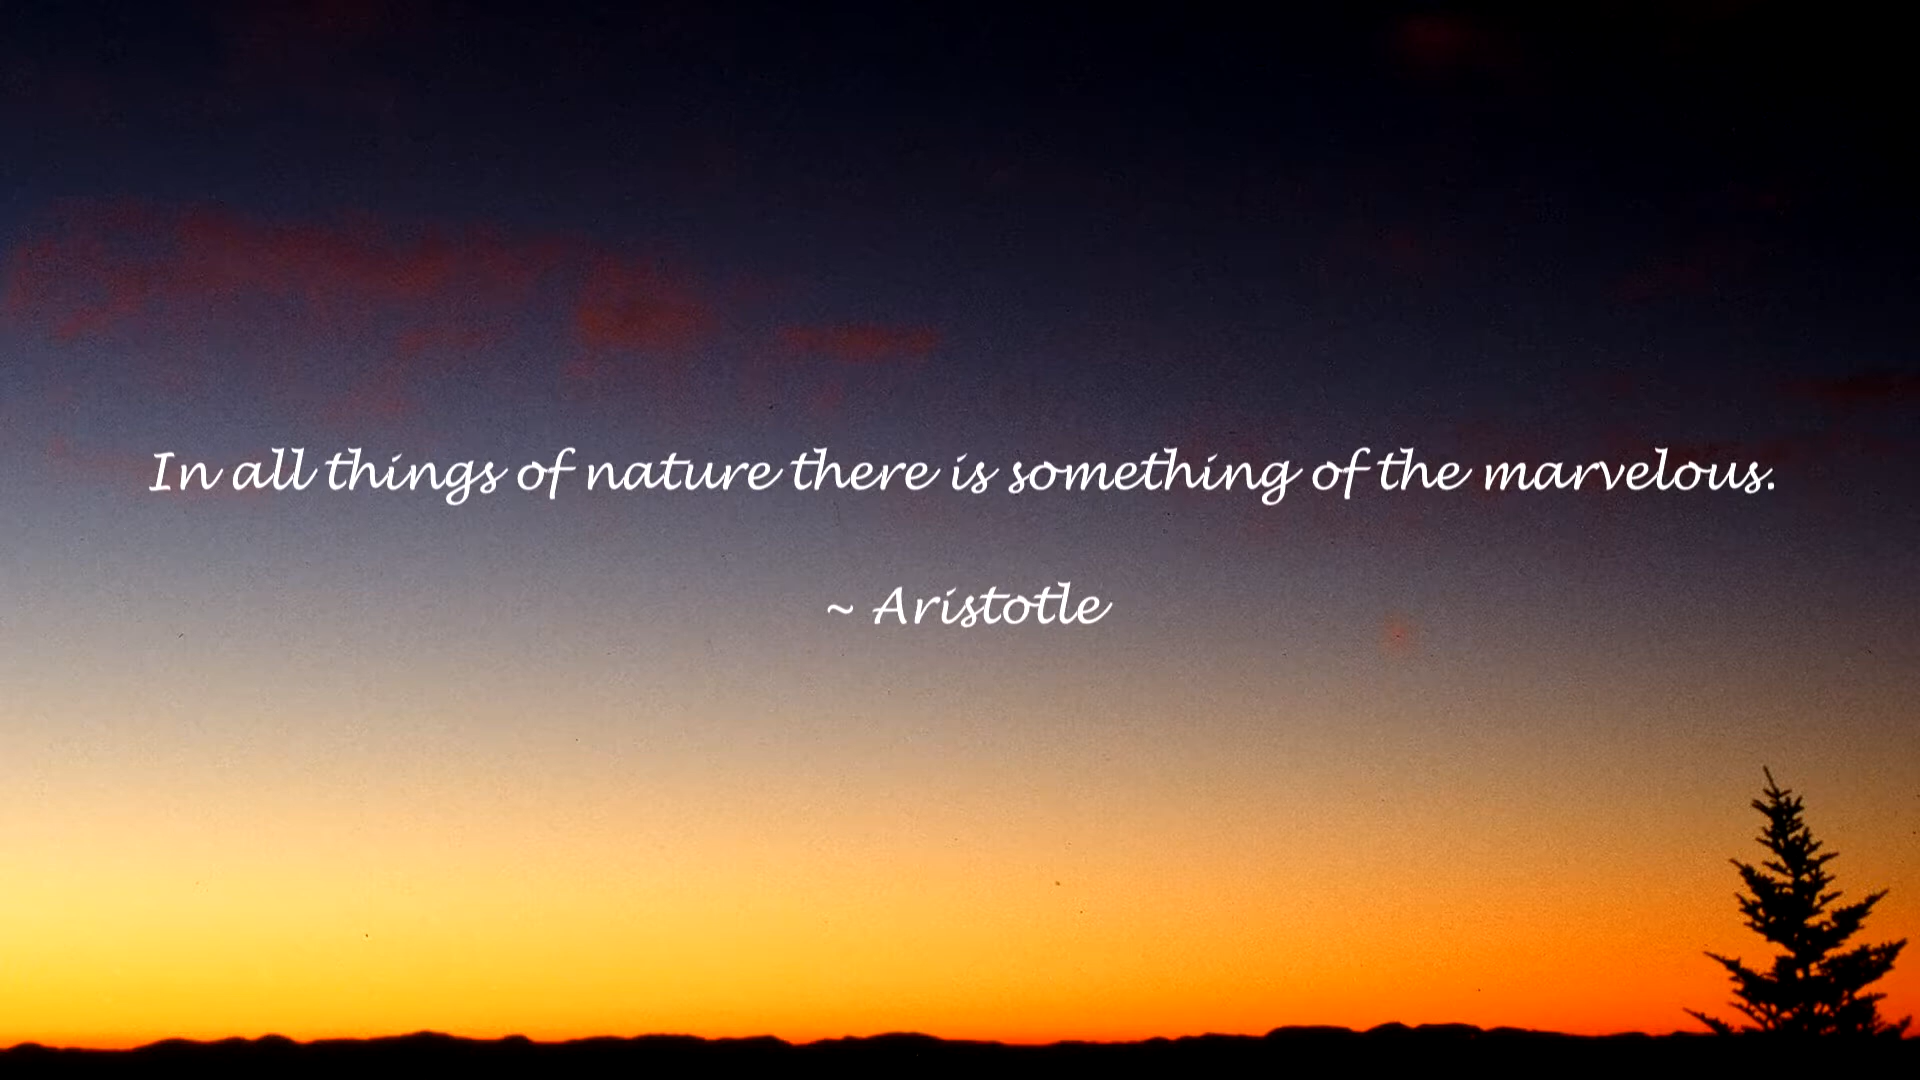 In all things of nature there is something of the marvelous.
~ Aristotle